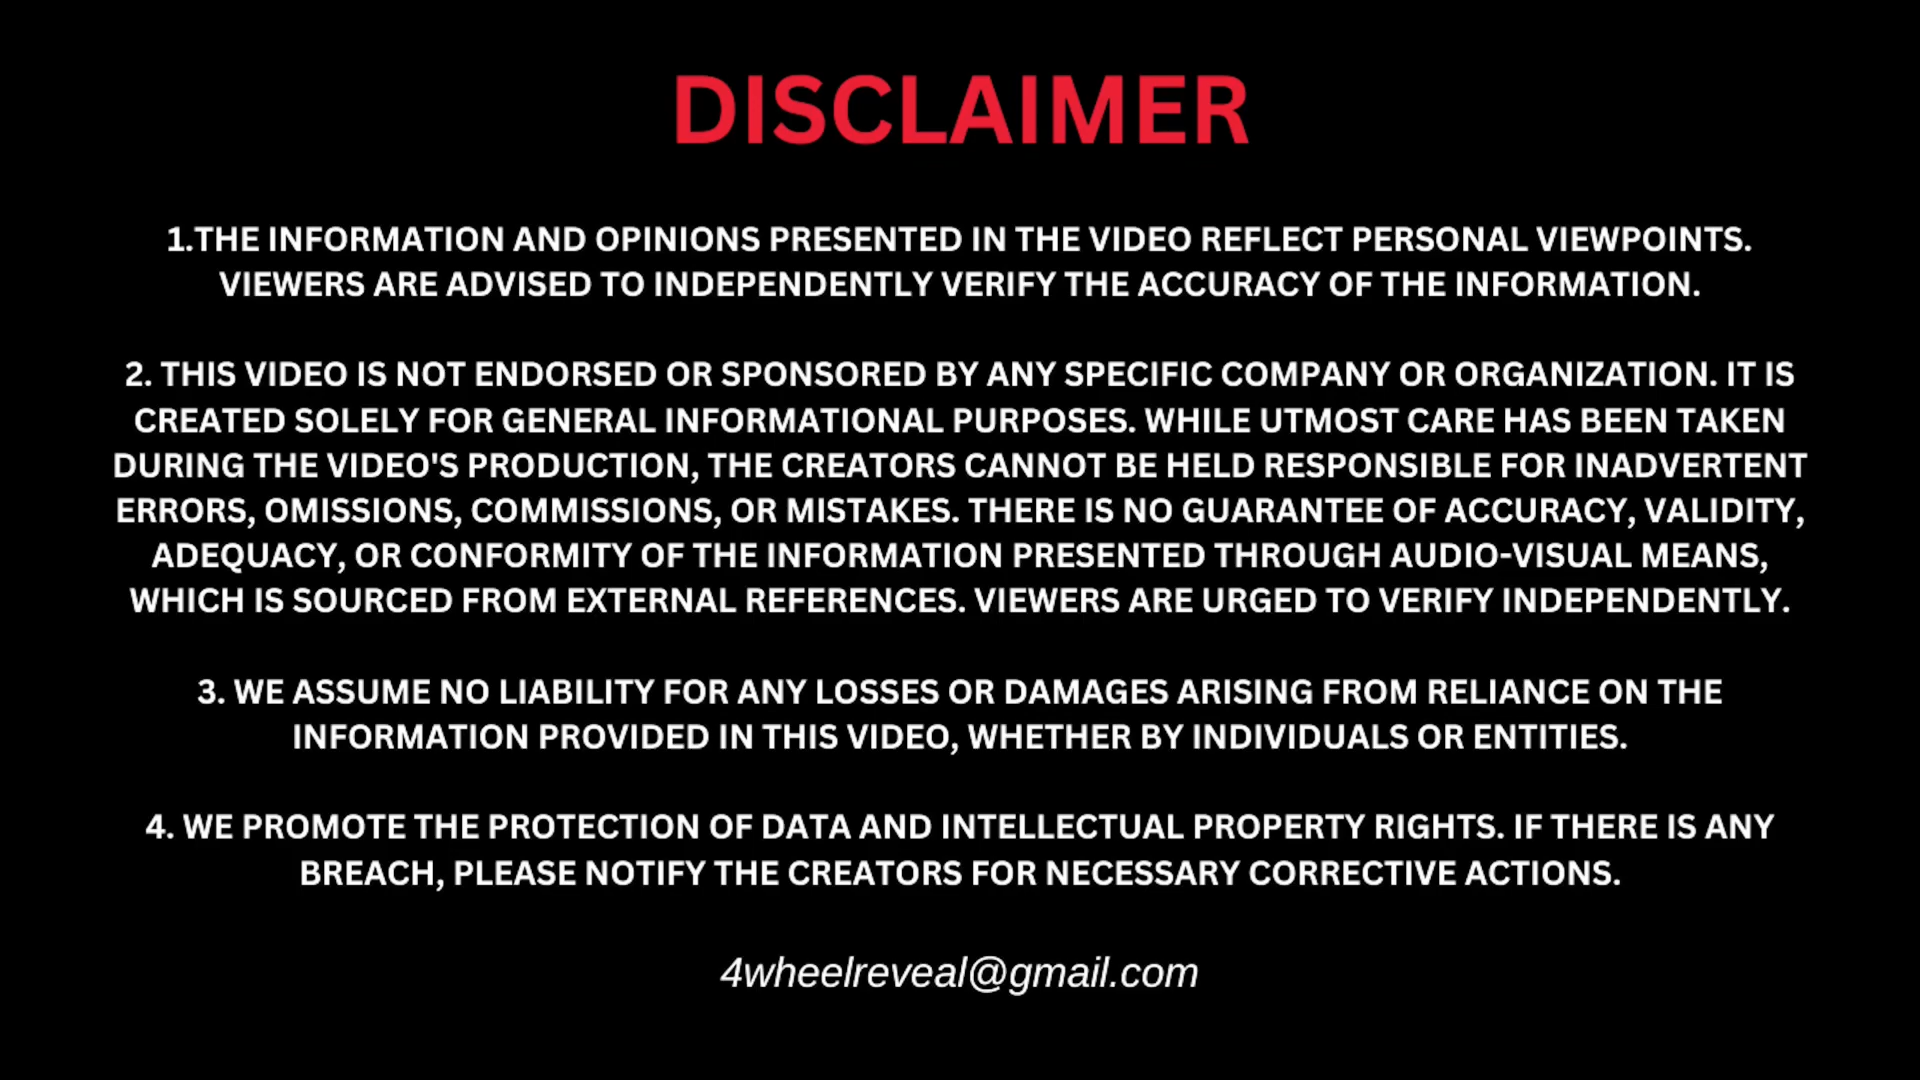 DISCLAIMER
1.THE INFORMATION AND OPINIONS PRESENTED IN THE VIDEO REFLECT PERSONAL VIEWPOINTS.
VIEWERS ARE ADVISED TO INDEPENDENTLY VERIFY THE ACCURACY OF THE INFORMATION.
2. THIS VIDEO IS NOT ENDORSED OR SPONSORED BY ANY SPECIFIC COMPANY OR ORGANIZATION. IT IS
CREATED SOLELY FOR GENERAL INFORMATIONAL PURPOSES. WHILE UTMOST CARE HAS BEEN TAKEN
DURING THE VIDEO'S PRODUCTION, THE CREATORS CANNOT BE HELD RESPONSIBLE FOR INADVERTENT
ERRORS, OMISSIONS, COMMISSIONS, OR MISTAKES. THERE IS NO GUARANTEE OF ACCURACY, VALIDITY,
ADEQUACY, OR CONFORMITY OF THE INFORMATION PRESENTED THROUGH AUDIO-VISUAL MEANS,
WHICH IS SOURCED FROM EXTERNAL REFERENCES. VIEWERS ARE URGED TO VERIFY INDEPENDENTLY.
3. WE ASSUME NO LIABILITY FOR ANY LOSSES OR DAMAGES ARISING FROM RELIANCE ON THE
INFORMATION PROVIDED IN THIS VIDEO, WHETHER BY INDIVIDUALS OR ENTITIES.
4. WE PROMOTE THE PROTECTION OF DATA AND INTELLECTUAL PROPERTY RIGHTS. IF THERE IS ANY
BREACH, PLEASE NOTIFY THE CREATORS FOR NECESSARY CORRECTIVE ACTIONS.
4wheelreveal@gmail.com